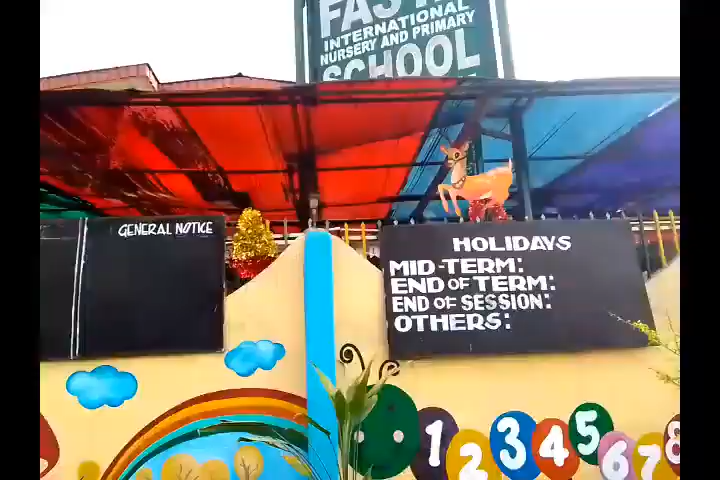 INTERNATIONAL
NURSERY AND PRIMARY
SCHOOL
GENERAL NOTICE
HOLIDAYS
MID-TERM:
END OF TERM:
END OF SESSION:
OTHERS:
1 2 3 4 5 6 7 8